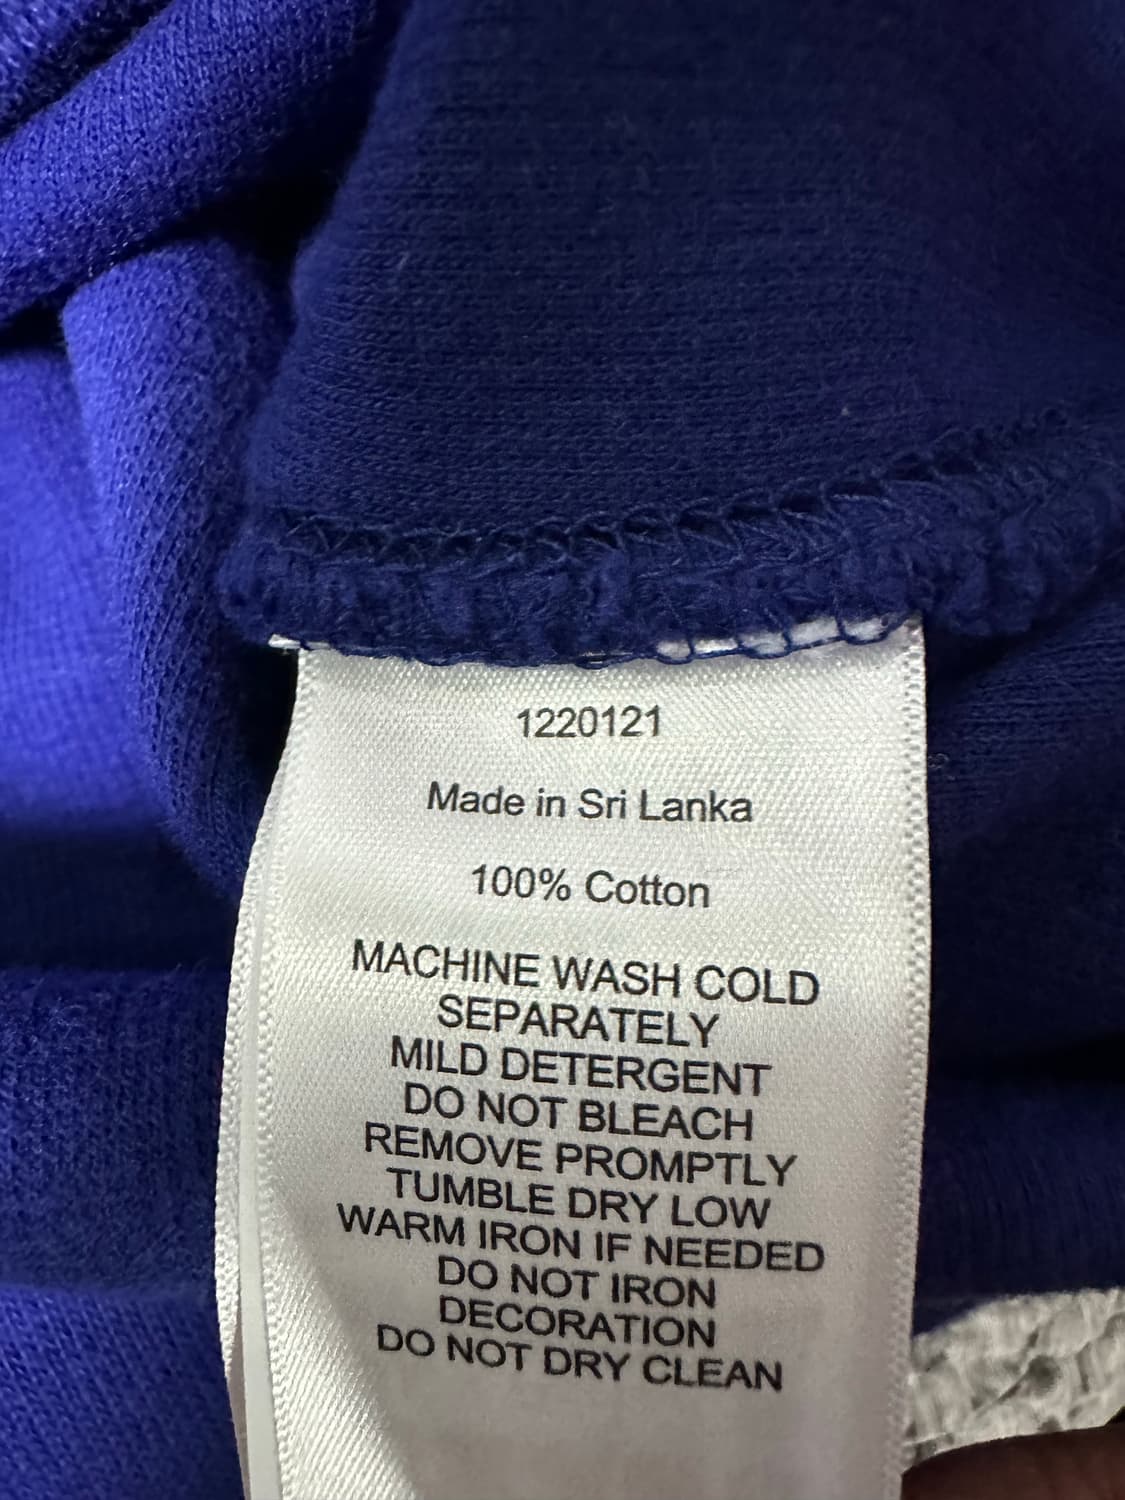 1220121
Made in Sri Lanka
100% Cotton
MACHINE WASH COLD
SEPARATELY
MILD DETERGENT
DO NOT BLEACH
REMOVE PROMPTLY
TUMBLE DRY LOW
WARM IRON IF NEEDED
DO NOT IRON
DECORATION
DO NOT DRY CLEAN